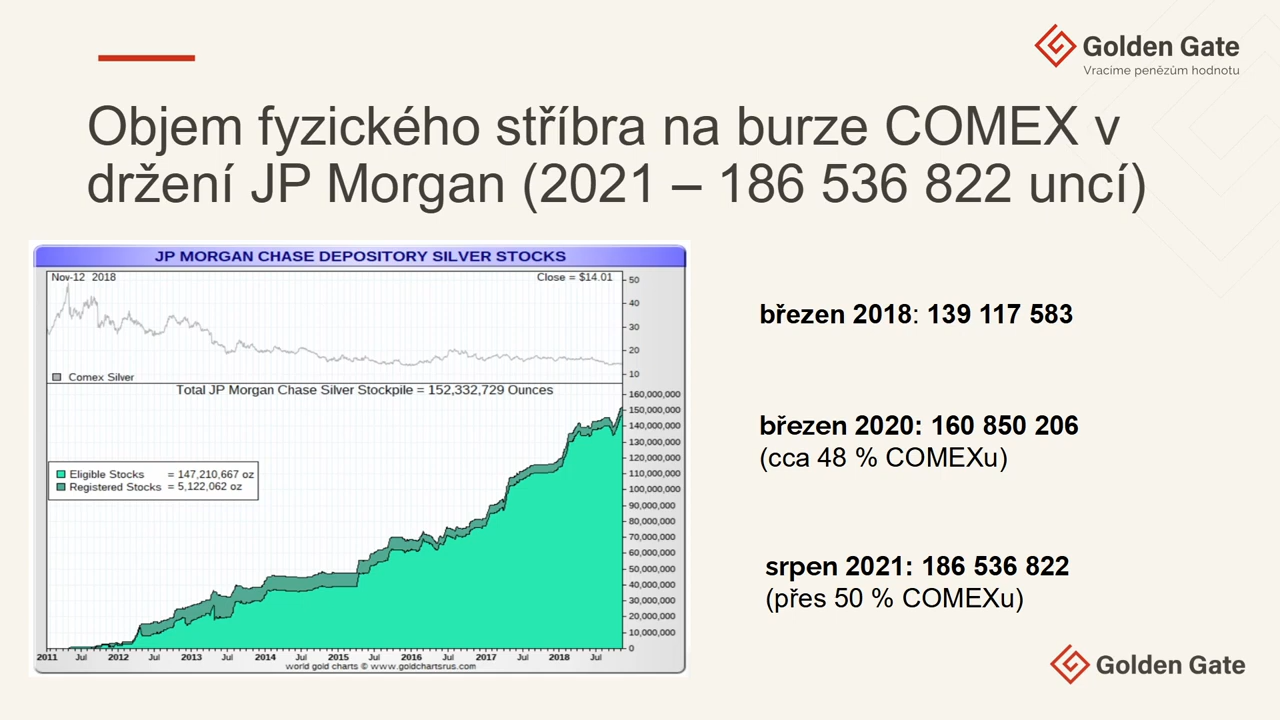 Golden Gate
Vracíme penězům hodnotu
Objem fyzického stříbra na burze COMEX v
držení JP Morgan (2021 – 186 536 822 uncí)
JP MORGAN CHASE DEPOSITORY SILVER STOCKS
Nov-12 2018
Close = $14.01
50
40
30
20
10
Comex Silver
Total JP Morgan Chase Silver Stockpile = 152,332,729 Ounces
160,000,000
150,000,000
140,000,000
130,000,000
120,000,000
110,000,000
100,000,000
90,000,000
80,000,000
70,000,000
60,000,000
50,000,000
40,000,000
30,000,000
20,000,000
10,000,000
0
Eligible Stocks = 147,210,667 oz
Registered Stocks = 5,122,062 oz
2011 Jul 2012 Jul 2013 Jul 2014 Jul 2015 Jul 2016 Jul 2017 Jul 2018 Jul
world gold charts © www.goldchartsrus.com
březen 2018: 139 117 583
březen 2020: 160 850 206
(cca 48 % COMEXu)
srpen 2021: 186 536 822
(přes 50 % COMEXu)
Golden Gate